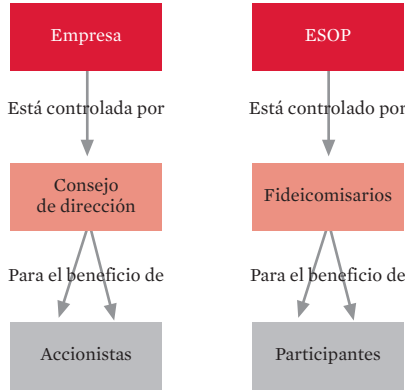 Empresa
Está controlada por
Consejo
de dirección
Para el beneficio de
Accionistas
ESOP
Está controlado por
Fideicomisarios
Para el beneficio de
Participantes